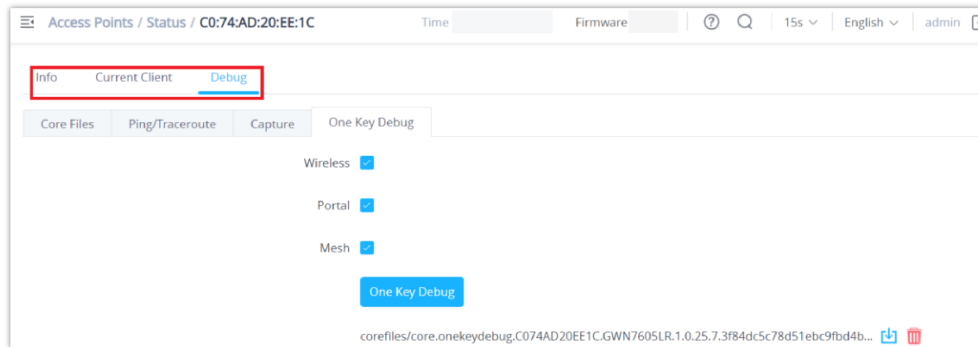 Access Points / Status / C0:74:AD:20:EE:1C Time Firmware 15s English admin
Info Current Client Debug
Core Files Ping/Traceroute Capture One Key Debug
Wireless
Portal
Mesh
One Key Debug
corefiles/core.onekeydebug.C074AD20EE1C.GWN7605LR.1.0.25.7.3f84dc5c78d51ebc9fbd4b...